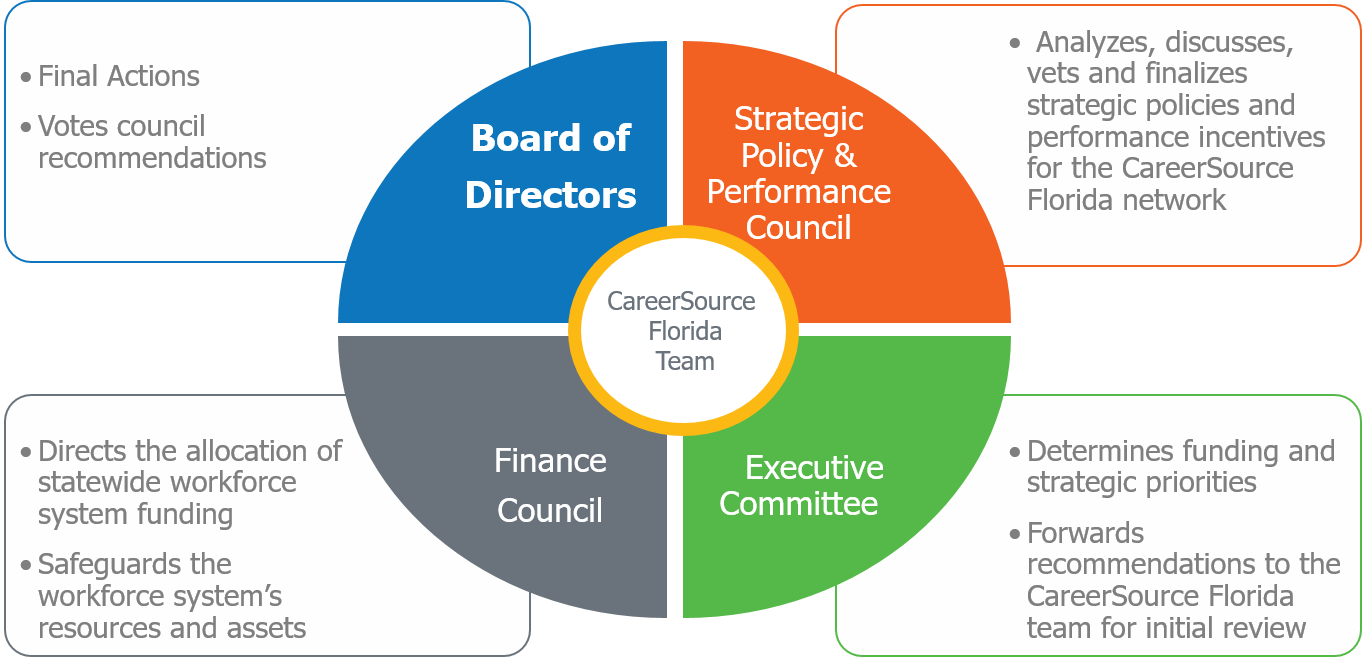 • Final Actions
• Votes council
recommendations
Board of
Directors
Strategic
Policy &
Performance
Council
• Analyzes, discusses,
vets and finalizes
strategic policies and
performance incentives
for the CareerSource
Florida network
CareerSource
Florida
Team
• Directs the allocation of
statewide workforce
system funding
• Safeguards the
workforce system’s
resources and assets
Finance
Council
Executive
Committee
• Determines funding and
strategic priorities
• Forwards
recommendations to the
CareerSource Florida
team for initial review